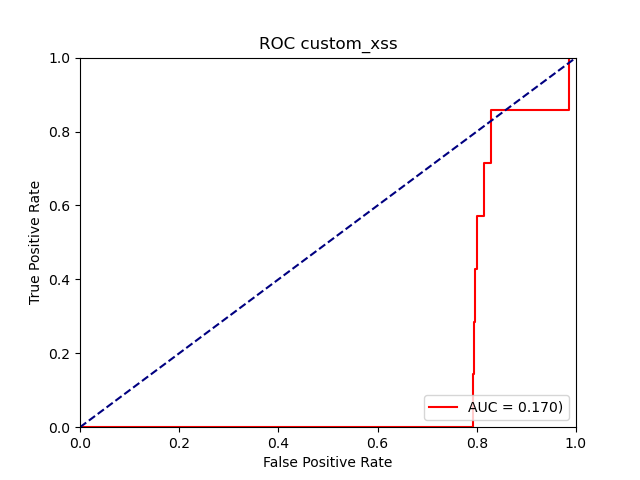 ROC custom_xss
True Positive Rate
1.0
0.8
0.6
0.4
0.2
0.0
AUC = 0.170)
0.0 0.2 0.4 0.6 0.8 1.0
False Positive Rate